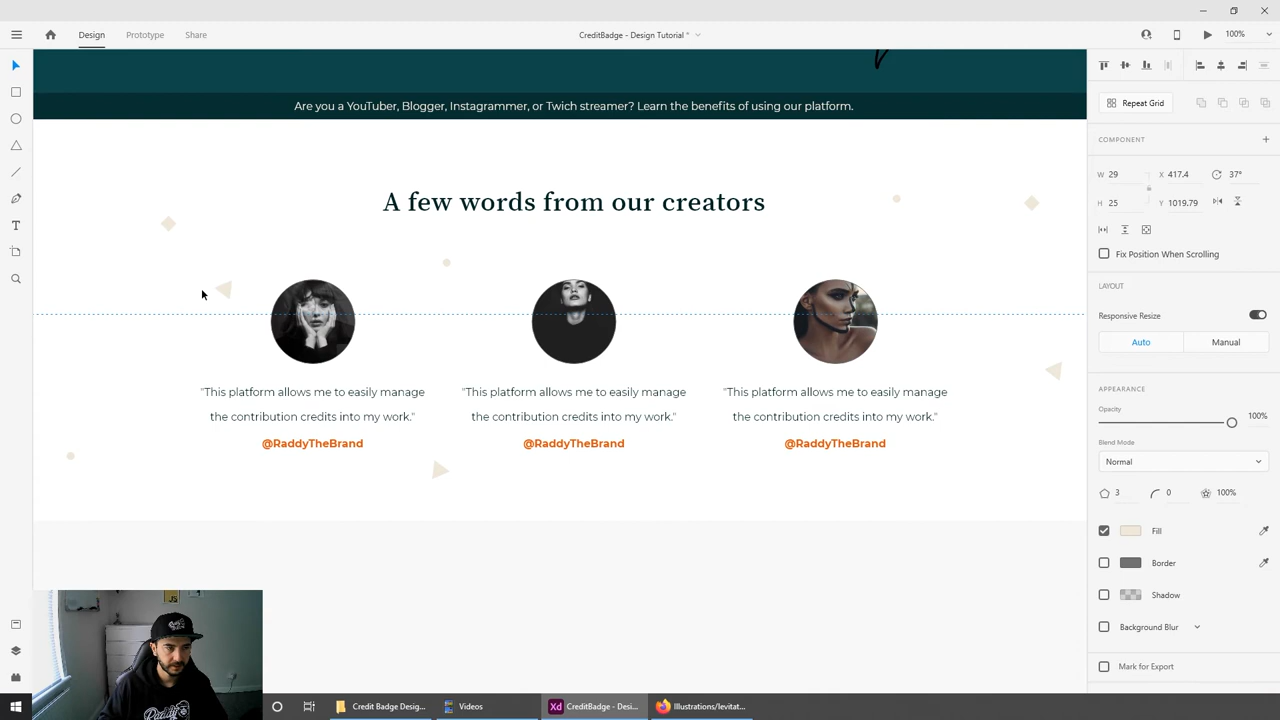 Design
Prototype
Share
CreditBadge - Design Tutorial *
100%
Are you a YouTuber, Blogger, Instagrammer, or Twich streamer? Learn the benefits of using our platform.
Repeat Grid
COMPONENT
W 29
X 417.4
37°
H 25
Y 1019.79
Fix Position When Scrolling
LAYOUT
Responsive Resize
Auto
Manual
APPEARANCE
Opacity
100%
Blend Mode
Normal
3
0
100%
Fill
Border
Shadow
Background Blur
Mark for Export
A few words from our creators
"This platform allows me to easily manage
the contribution credits into my work."
@RaddyTheBrand
"This platform allows me to easily manage
the contribution credits into my work."
@RaddyTheBrand
"This platform allows me to easily manage
the contribution credits into my work."
@RaddyTheBrand
JS
Raddy
Xd
Credit Badge Desig...
Videos
CreditBadge - Desi...
Illustrations/levitat...